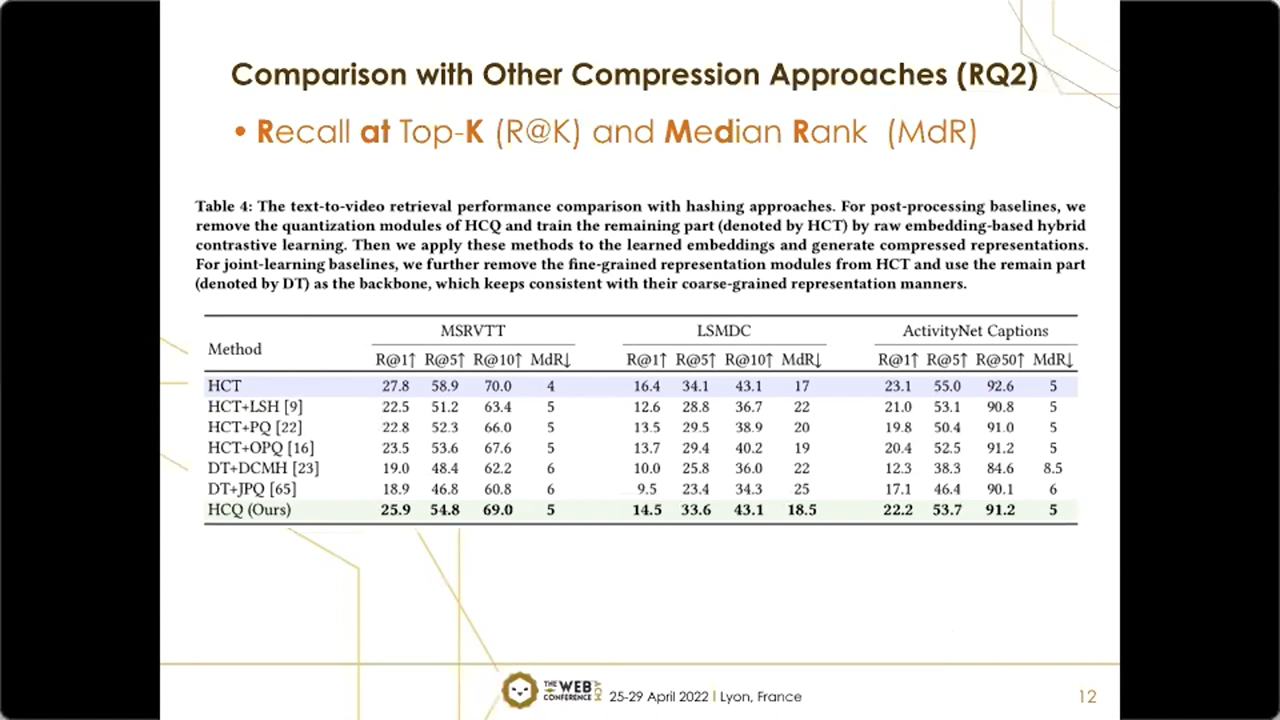 Comparison with Other Compression Approaches (RQ2)
• Recall at Top-K (R@K) and Median Rank (MdR)
Table 4: The text-to-video retrieval performance comparison with hashing approaches. For post-processing baselines, we
remove the quantization modules of HCQ and train the remaining part (denoted by HCT) by raw embedding-based hybrid
contrastive learning. Then we apply these methods to the learned embeddings and generate compressed representations.
For joint-learning baselines, we further remove the fine-grained representation modules from HCT and use the remain part
(denoted by DT) as the backbone, which keeps consistent with their coarse-grained representation manners.
Method MSRVTT LSMDC ActivityNet Captions
R@1↑ R@5↑ R@10↑ MdR↓ R@1↑ R@5↑ R@10↑ MdR↓ R@1↑ R@5↑ R@50↑ MdR↓
HCT 27.8 58.9 70.0 4 16.4 34.1 43.1 17 23.1 55.0 92.6 5
HCT+LSH [9] 22.5 51.2 63.4 5 12.6 28.8 36.7 22 21.0 53.1 90.8 5
HCT+PQ [22] 22.8 52.3 66.0 5 13.5 29.5 38.9 20 19.8 50.4 91.0 5
HCT+OPQ [16] 23.5 53.6 67.6 5 13.7 29.4 40.2 19 20.4 52.5 91.2 5
DT+DCMH [23] 19.0 48.4 62.2 6 10.0 25.8 36.0 22 12.3 38.3 84.6 8.5
DT+JPQ [65] 18.9 46.8 60.8 6 9.5 23.4 34.3 25 17.1 46.4 90.1 6
HCQ (Ours) 25.9 54.8 69.0 5 14.5 33.6 43.1 18.5 22.2 53.7 91.2 5
THE WEB CONFERENCE ACM
25-29 April 2022 | Lyon, France
12